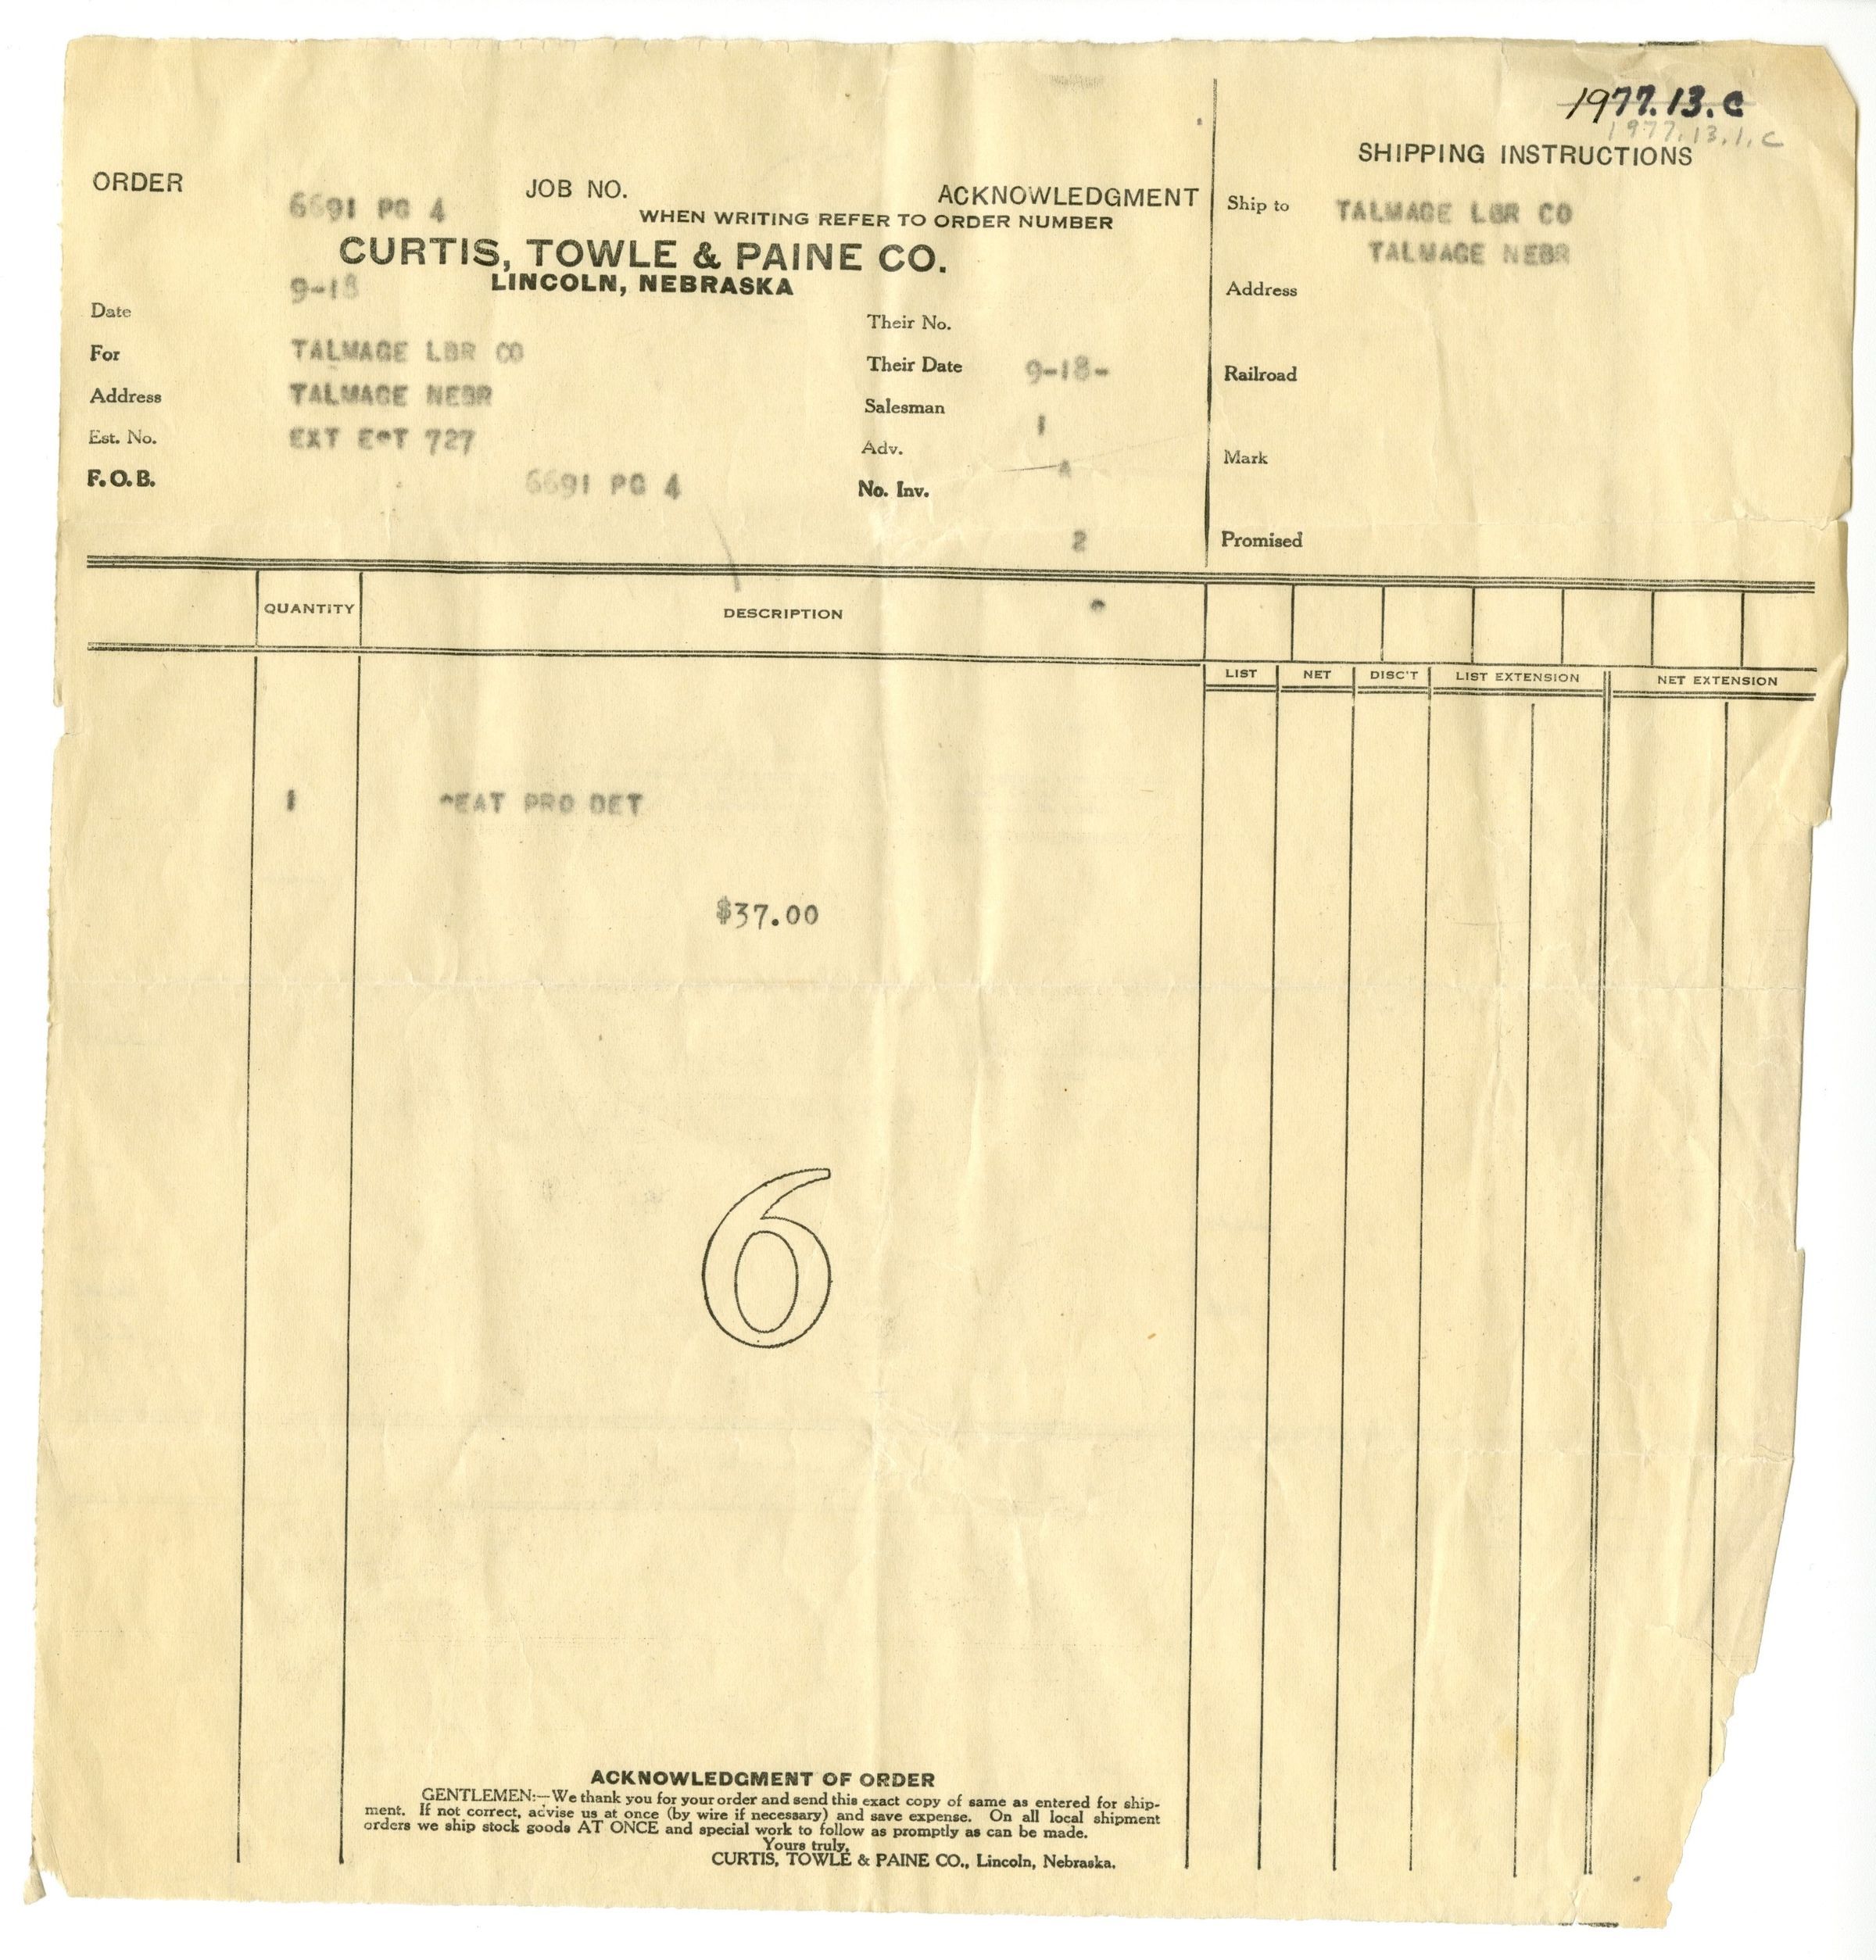 1977.13.C
1977.13.1.C
SHIPPING INSTRUCTIONS
ORDER
6691 PG 4
JOB NO.
ACKNOWLEDGMENT
WHEN WRITING REFER TO ORDER NUMBER
CURTIS, TOWLE & PAINE CO.
LINCOLN, NEBRASKA
Ship to TALMAGE LBR CO
TALMAGE NEBR
Address
Railroad
Mark
Promised
Date 9-18
For TALMAGE LBR CO
Address TALMAGE NEBR
Est. No. EXT 727
F.O.B. 6691 PG 4
Their No.
Their Date 9-18-
Salesman 1
Adv. A
No. Inv.
2
QUANTITY DESCRIPTION
LIST NET DISC'T LIST EXTENSION NET EXTENSION
1 PRO DET
$37.00
6
ACKNOWLEDGMENT OF ORDER
GENTLEMEN:—We thank you for your order and send this exact copy of same as entered for ship-
ment. If not correct, advise us at once (by wire if necessary) and save expense. On all local shipment
orders we ship stock goods AT ONCE and special work to follow as promptly as can be made.
Yours truly,
CURTIS, TOWLE & PAINE CO., Lincoln, Nebraska.